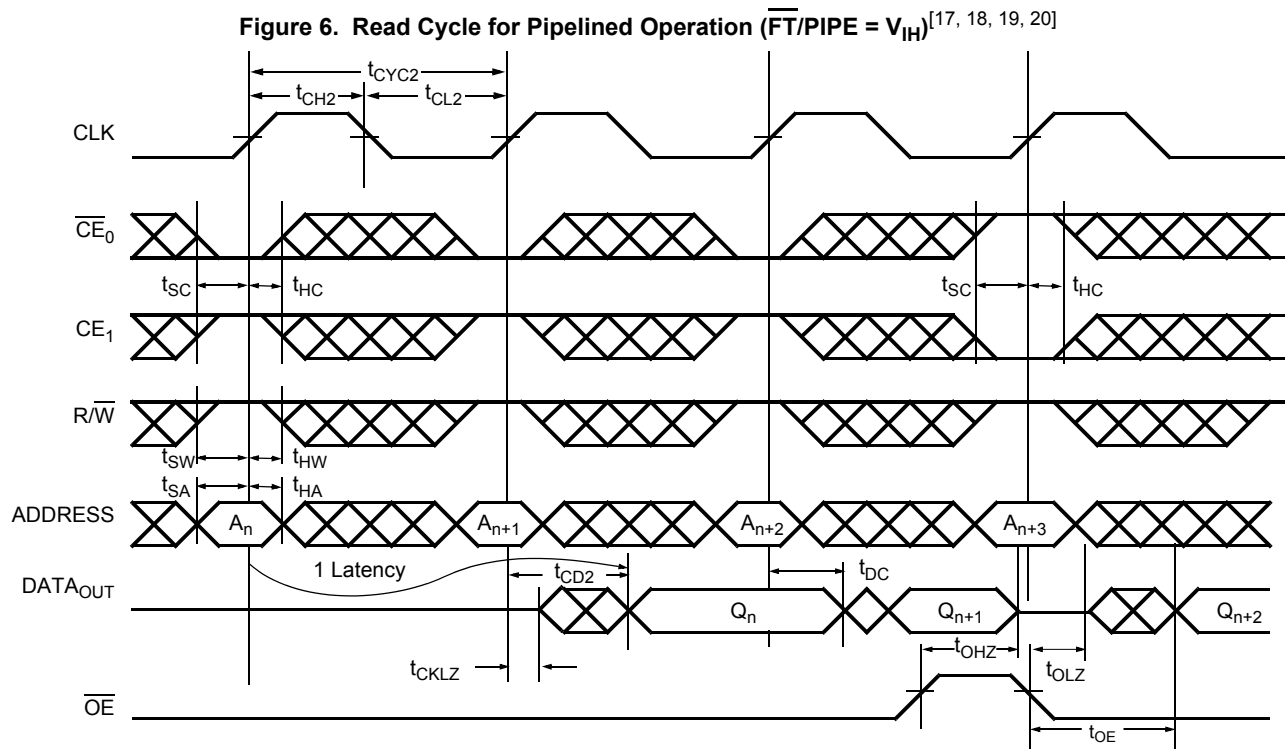 Figure 6. Read Cycle for Pipelined Operation (FT/PIPE = VIH)[17, 18, 19, 20]
tCYC2
tCH2 tCL2
CLK
CE0
tSC tHC tSC tHC
CE1
R/W
tSW tHW
tSA tHA
ADDRESS An An+1 An+2 An+3
1 Latency tCD2 tDC
DATAOUT Qn Qn+1 Qn+2
tOHZ
tCKLZ tOLZ
OE
tOE